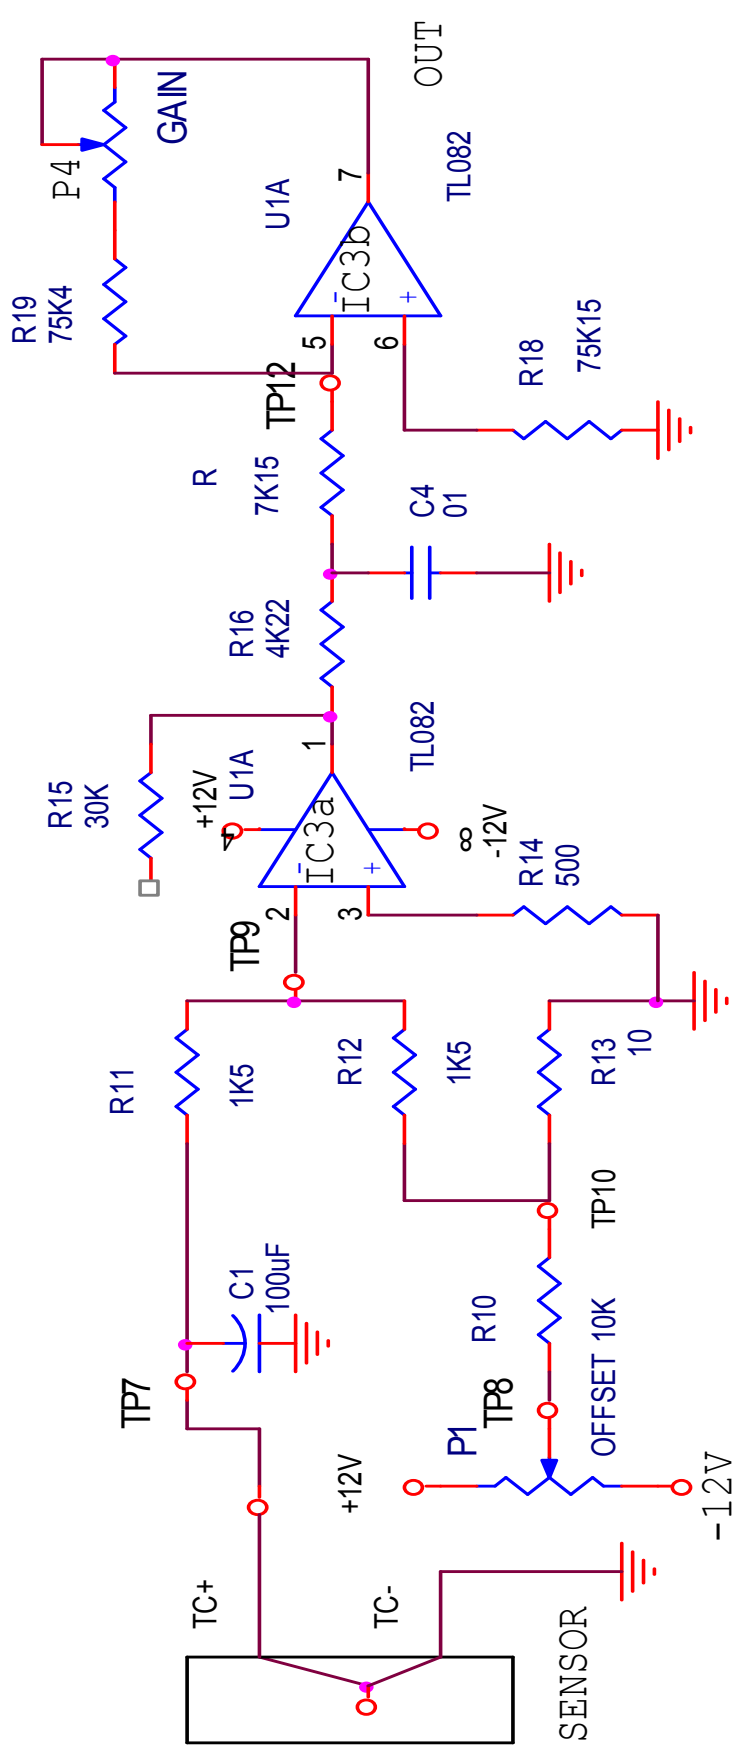 SENSOR
TC+
TC-
TP7
C1
100uF
+12V
P1
-12V
TP8
OFFSET 10K
R10
TP10
R11
1K5
R12
1K5
R13
10
TP9
2
3
-
+
IC3a
4
+12V
U1A
8
-12V
1
TL082
R14
500
R15
30K
R16
4K22
C4
01
R
7K15
TP12
5
6
-
+
IC3b
U1A
7
TL082
R18
75K15
R19
75K4
P4
GAIN
OUT